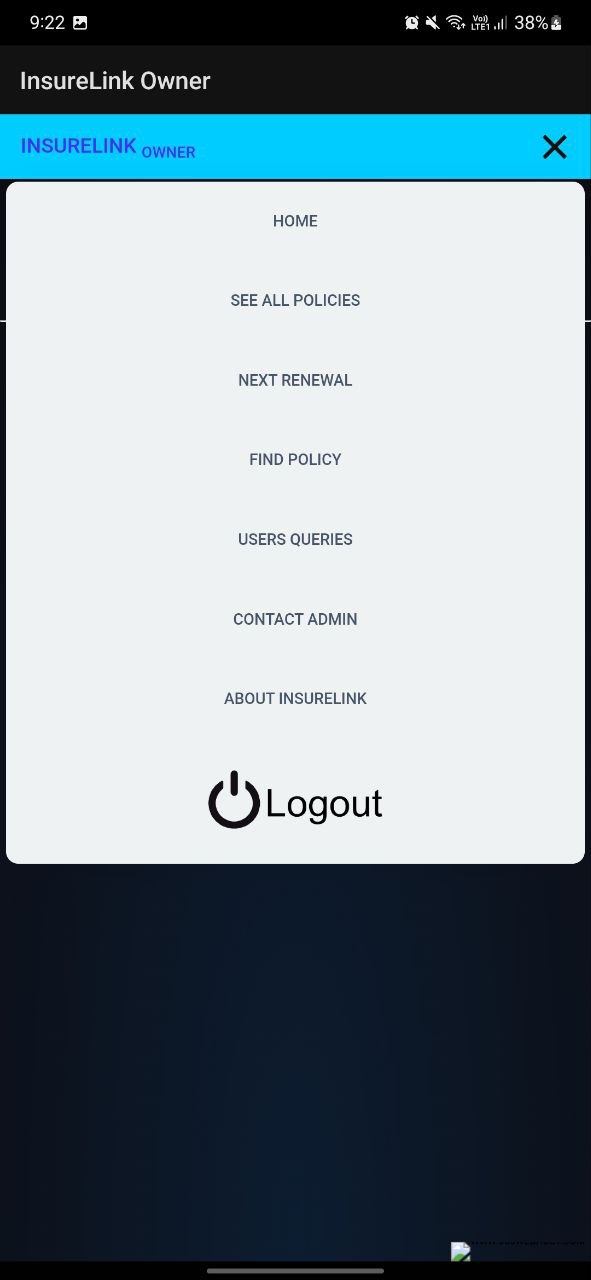 9:22
Vo)) LTE1
38%
InsureLink Owner
INSURELINK OWNER
HOME
SEE ALL POLICIES
NEXT RENEWAL
FIND POLICY
USERS QUERIES
CONTACT ADMIN
ABOUT INSURELINK
Logout